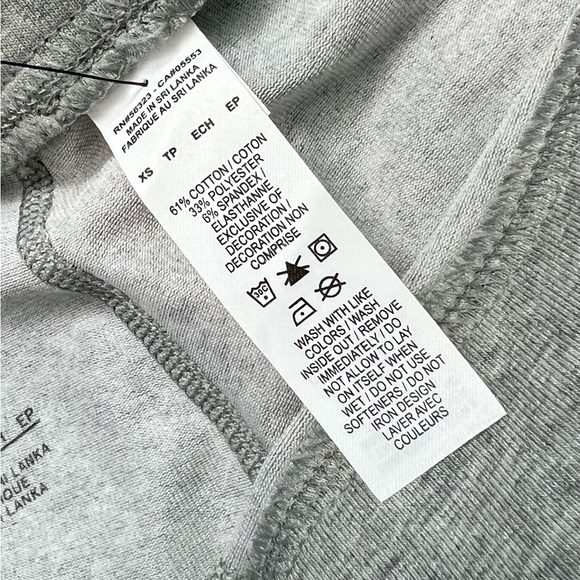 RN#56323 - CA#05553
MADE IN SRI LANKA
FABRIQUE AU SRI LANKA
XS TP ECH EP
61% COTTON / COTON
33% POLYESTER
6% SPANDEX /
ELASTHANNE
EXCLUSIVE OF
DECORATION /
DECORATION NON
COMPRISE
30C
WASH WITH LIKE
COLORS / WASH
INSIDE OUT / REMOVE
IMMEDIATELY / DO
NOT ALLOW TO LAY
ON ITSELF WHEN
WET / DO NOT USE
SOFTENERS / DO NOT
IRON DESIGN
LAVER AVEC
COULEURS
EP
LANKA
QUE
LANKA